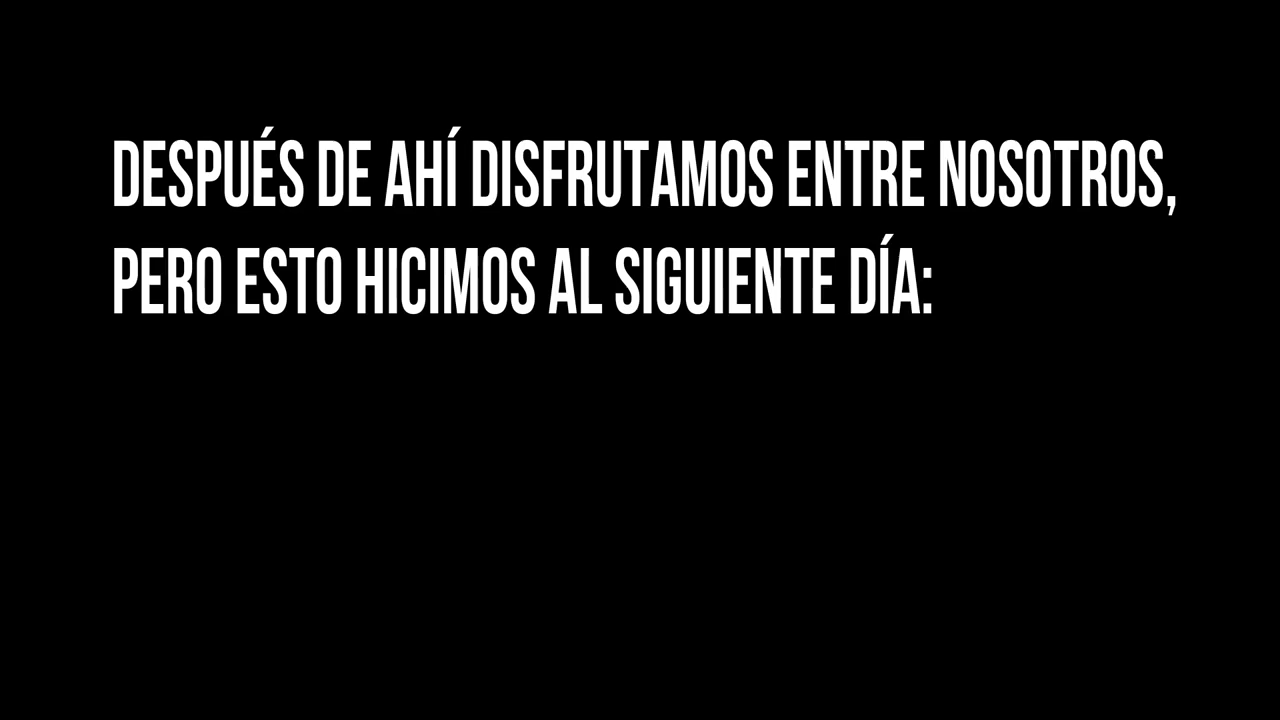 DESPUÉS DE AHÍ DISFRUTAMOS ENTRE NOSOTROS,
PERO ESTO HICIMOS AL SIGUIENTE DÍA: